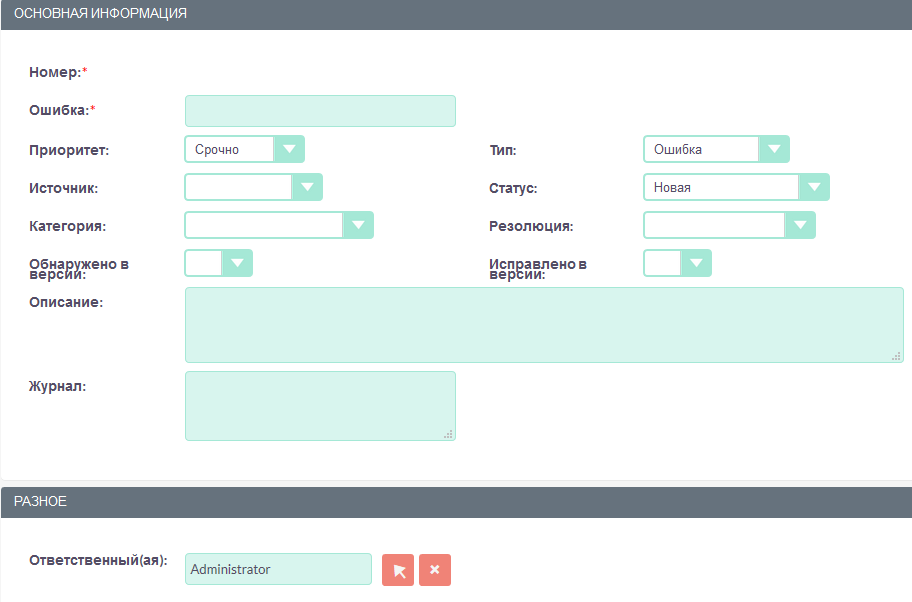 ОСНОВНАЯ ИНФОРМАЦИЯ
Номер:*
Ошибка:*
Приоритет: Срочно Тип: Ошибка
Источник: Статус: Новая
Категория: Резолюция:
Обнаружено в Исправлено в
версии: версии:
Описание:
Журнал:
РАЗНОЕ
Ответственный(ая): Administrator